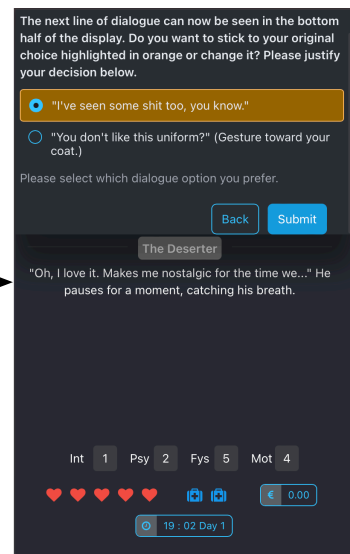 The next line of dialogue can now be seen in the bottom
half of the display. Do you want to stick to your original
choice highlighted in orange or change it? Please justify
your decision below.
"I've seen some shit too, you know."
"You don't like this uniform?" (Gesture toward your
coat.)
Please select which dialogue option you prefer.
Back Submit
The Deserter
"Oh, I love it. Makes me nostalgic for the time we..." He
pauses for a moment, catching his breath.
Int 1 Psy 2 Fys 5 Mot 4
€ 0.00
19 : 02 Day 1